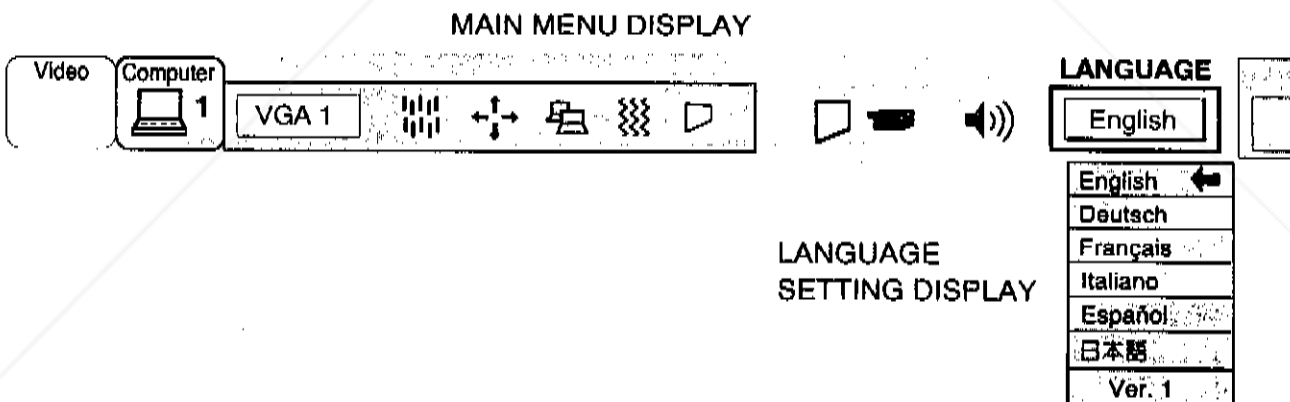 MAIN MENU DISPLAY
Video
Computer
1
VGA 1
LANGUAGE
English
English
Deutsch
Français
Italiano
Español
日本語
Ver. 1
LANGUAGE
SETTING DISPLAY